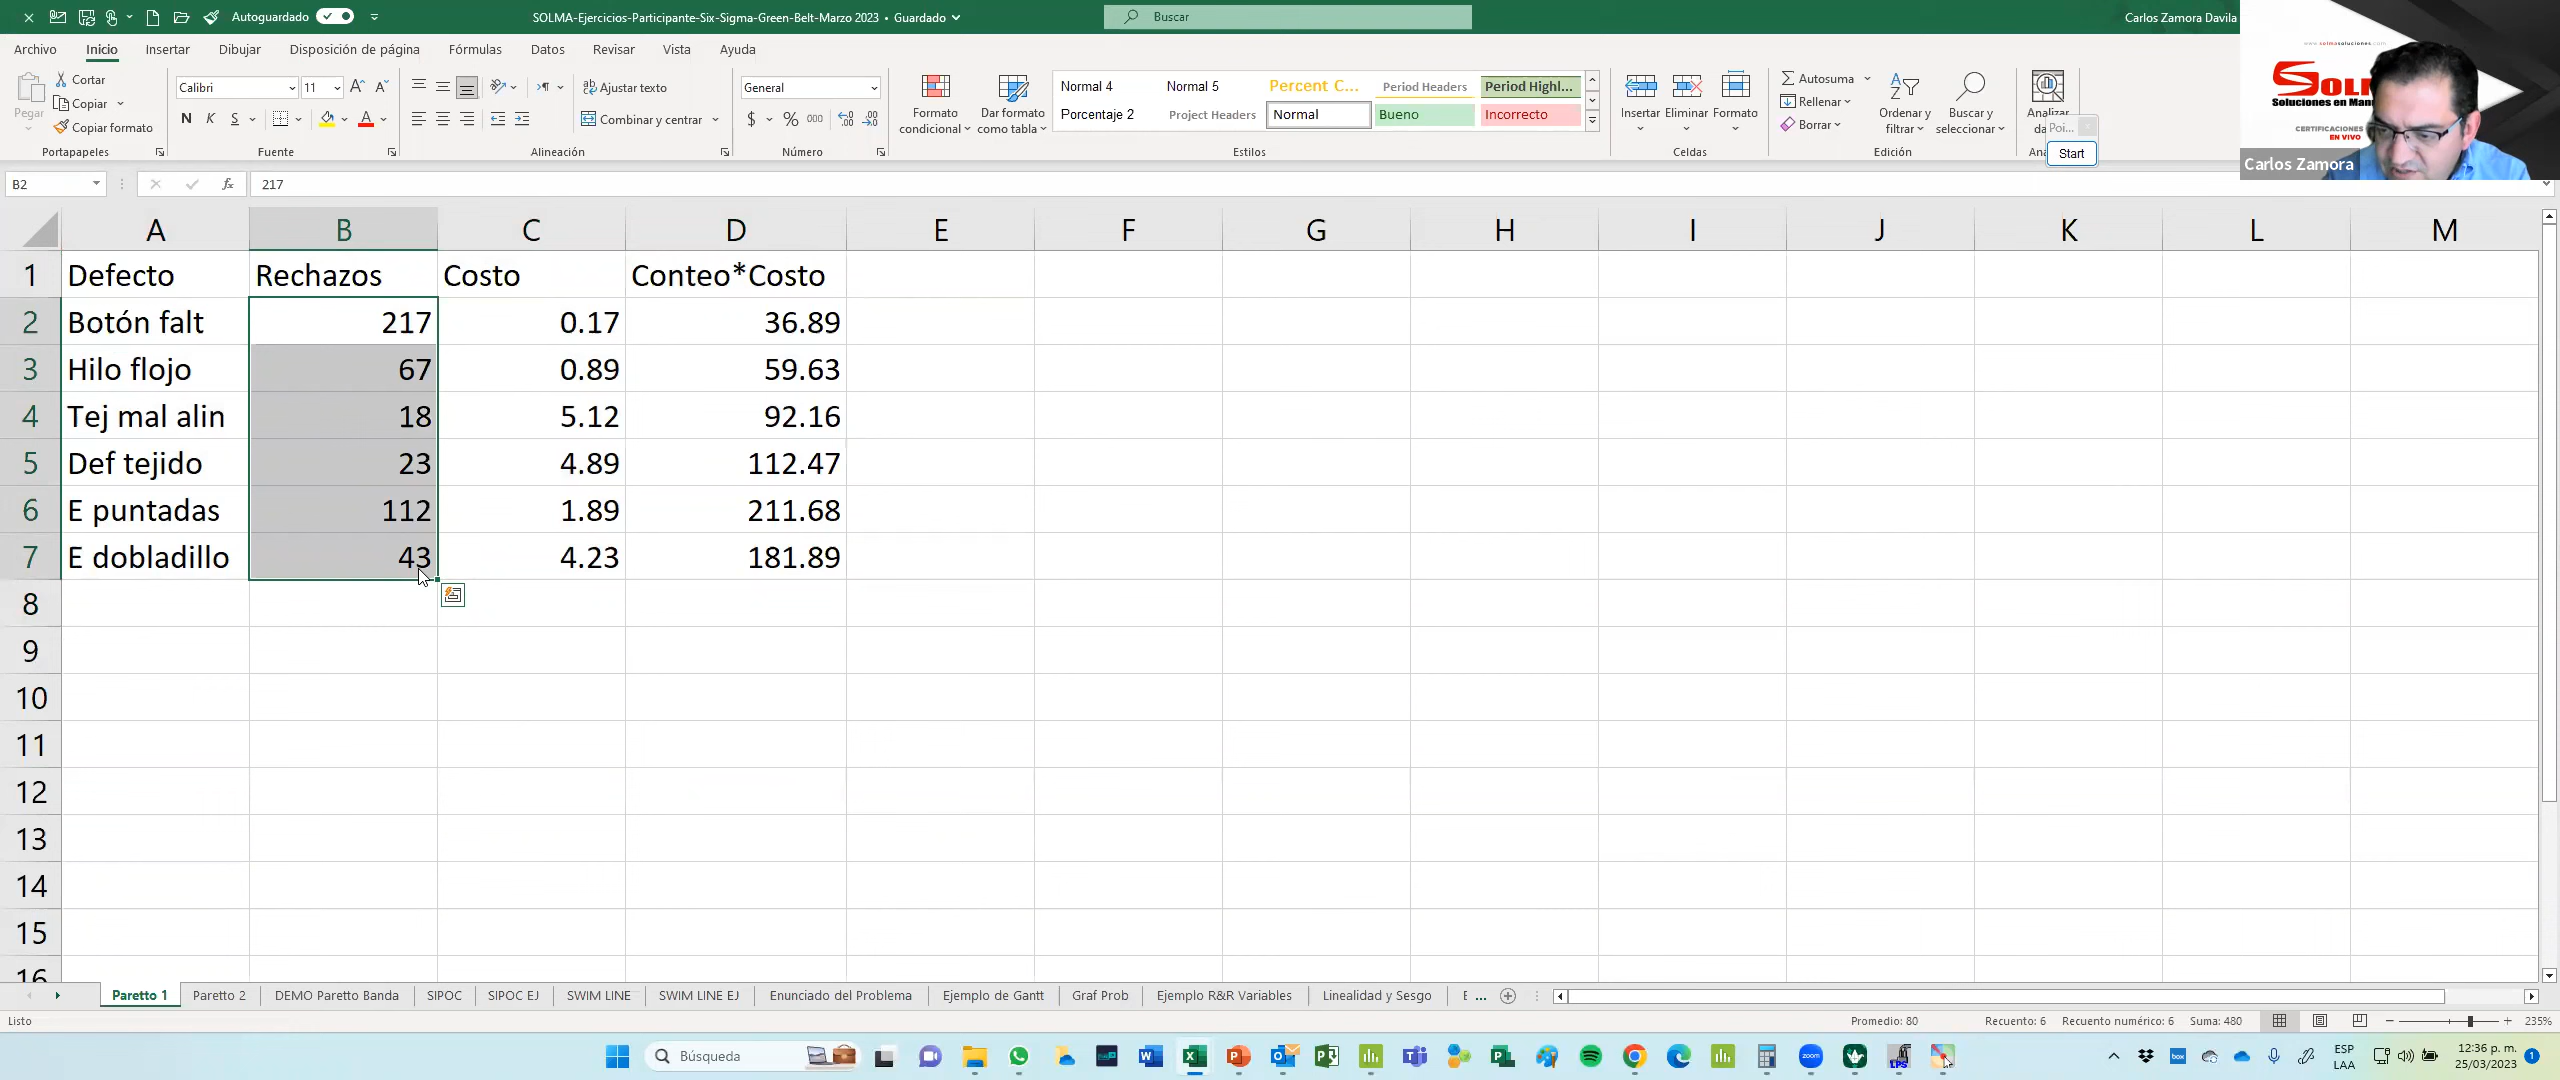 Autoguardado
SOLMA-Ejercicios-Participante-Six-Sigma-Green-Belt-Marzo 2023 • Guardado
Buscar
Carlos Zamora Davila
Archivo Inicio Insertar Dibujar Disposición de página Fórmulas Datos Revisar Vista Ayuda
Pegar
Cortar
Copiar
Copiar formato
Portapapeles
Calibri 11
N K S
Fuente
Ajustar texto
Combinar y centrar
Alineación
General
$ % 000
Número
Formato condicional
Dar formato como tabla
Normal 4 Normal 5 Percent C... Period Headers Period Highl...
Porcentaje 2 Project Headers Normal Bueno Incorrecto
Estilos
Insertar Eliminar Formato
Celdas
Autosuma
Rellenar
Borrar
Ordenar y filtrar
Buscar y seleccionar
Edición
Analizar
Poi...
Start
www.solmasoluciones.com
Soluciones en Man
CERTIFICACIONES
EN VIVO
Carlos Zamora
B2 fx 217
A B C D E F G H I J K L M
1 Defecto Rechazos Costo Conteo*Costo
2 Botón falt 217 0.17 36.89
3 Hilo flojo 67 0.89 59.63
4 Tej mal alin 18 5.12 92.16
5 Def tejido 23 4.89 112.47
6 E puntadas 112 1.89 211.68
7 E dobladillo 43 4.23 181.89
8
9
10
11
12
13
14
15
16
Paretto 1 Paretto 2 DEMO Paretto Banda SIPOC SIPOC EJ SWIM LINE SWIM LINE EJ Enunciado del Problema Ejemplo de Gantt Graf Prob Ejemplo R&R Variables Linealidad y Sesgo E ...
Listo Promedio: 80 Recuento: 6 Recuento numérico: 6 Suma: 480 235%
Búsqueda
ESP
LAA
12:36 p. m.
25/03/2023
1